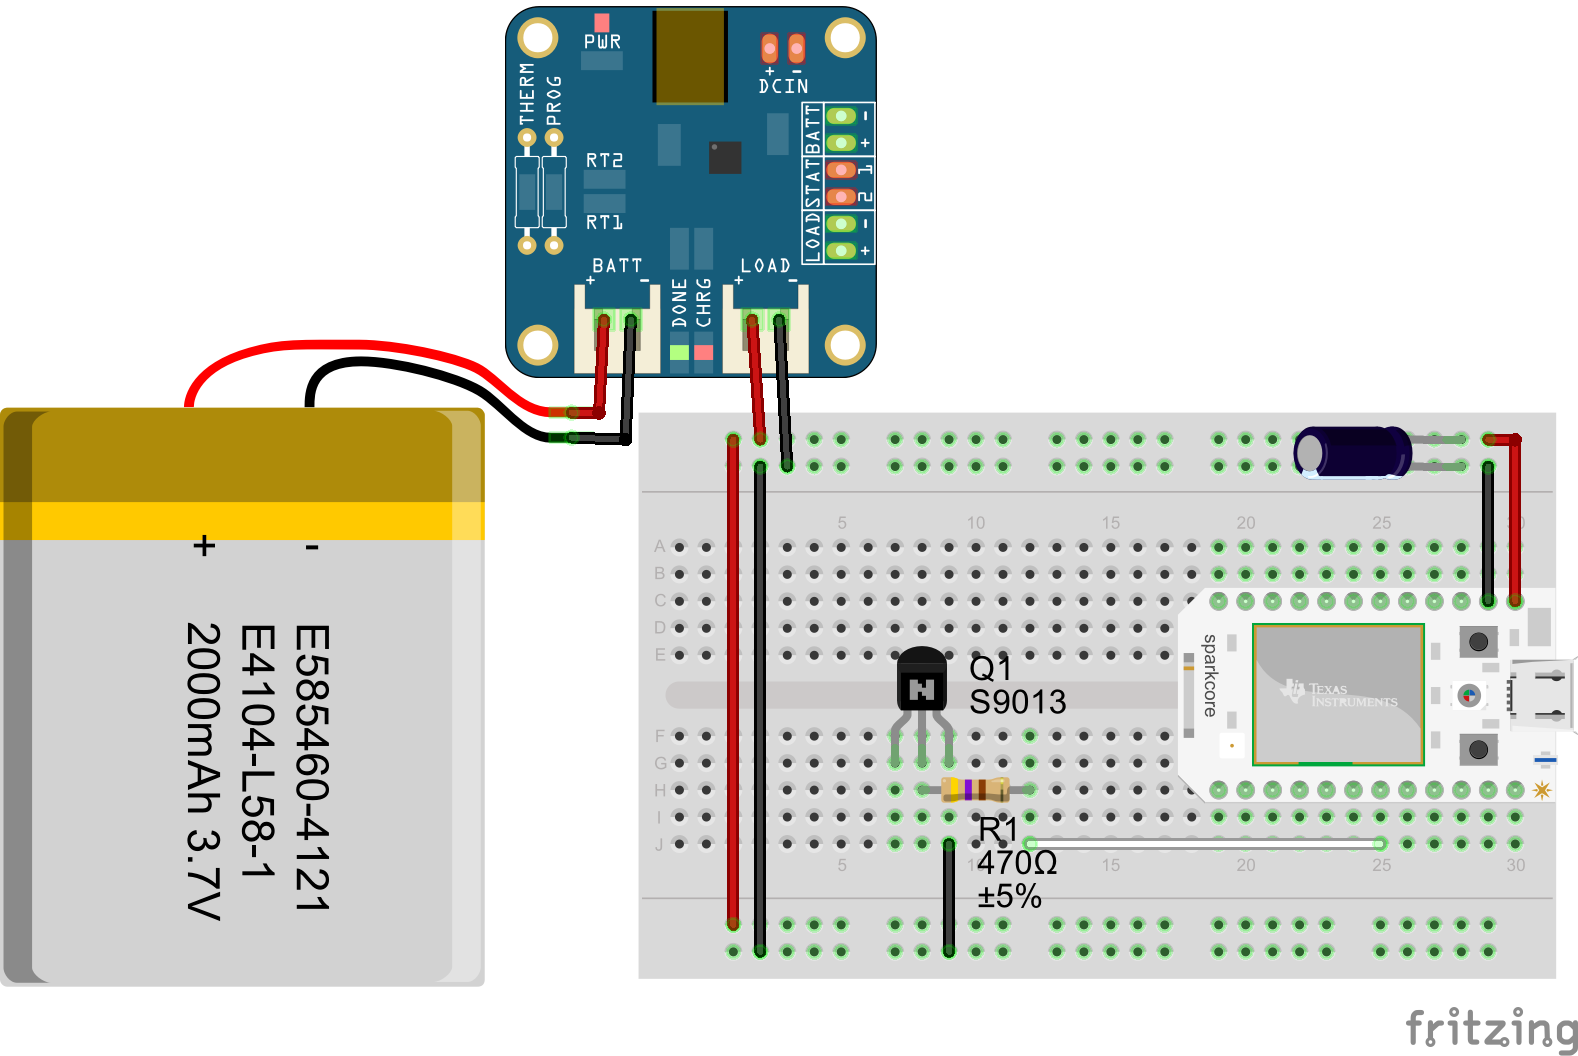 PWR
THERM
PROG
DCIN
+ -
BATT
- +
STAT
1 2
LOAD
- +
RT2
RT1
BATT
+ -
DONE
CHRG
LOAD
+ -
+ -
E585460-4121
E4104-L58-1
2000mAh 3.7V
5 10 15 20 25 30
A
B
C
D
E
F
G
H
I
J
Q1
S9013
R1
470Ω
±5%
sparkcore
TEXAS
INSTRUMENTS
5 20 25 30
fritzing